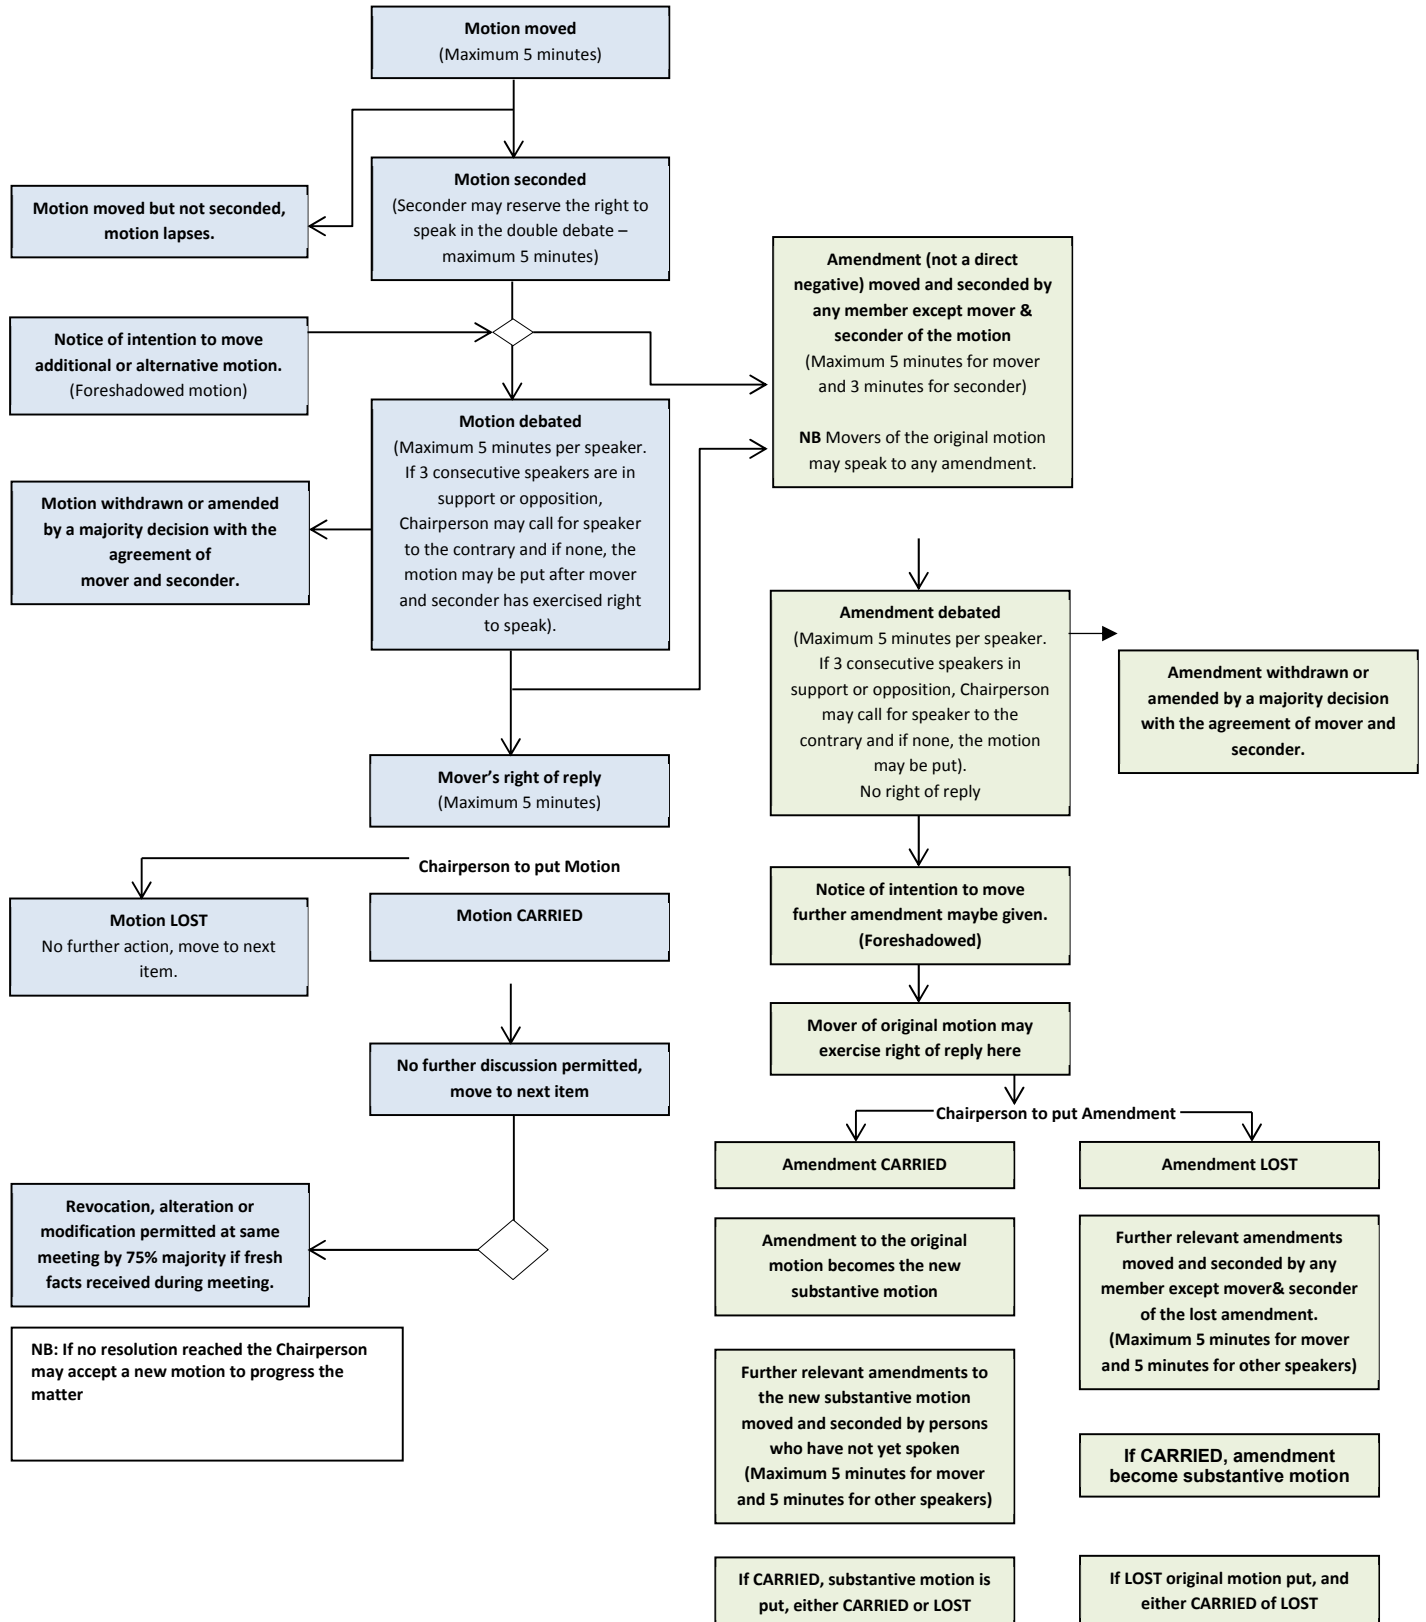 Motion moved
(Maximum 5 minutes)
Motion seconded
(Seconder may reserve the right to
speak in the double debate –
maximum 5 minutes)
Motion moved but not seconded,
motion lapses.
Notice of intention to move
additional or alternative motion.
(Foreshadowed motion)
Motion debated
(Maximum 5 minutes per speaker.
If 3 consecutive speakers are in
support or opposition,
Chairperson may call for speaker
to the contrary and if none, the
motion may be put after mover
and seconder has exercised right
to speak).
Motion withdrawn or amended
by a majority decision with the
agreement of
mover and seconder.
Mover’s right of reply
(Maximum 5 minutes)
Chairperson to put Motion
Motion LOST
No further action, move to next
item.
Motion CARRIED
No further discussion permitted,
move to next item
Revocation, alteration or
modification permitted at same
meeting by 75% majority if fresh
facts received during meeting.
NB: If no resolution reached the Chairperson
may accept a new motion to progress the
matter
Amendment (not a direct
negative) moved and seconded by
any member except mover &
seconder of the motion
(Maximum 5 minutes for mover
and 3 minutes for seconder)
NB Movers of the original motion
may speak to any amendment.
Amendment debated
(Maximum 5 minutes per speaker.
If 3 consecutive speakers in
support or opposition, Chairperson
may call for speaker to the
contrary and if none, the motion
may be put).
No right of reply
Amendment withdrawn or
amended by a majority decision
with the agreement of mover and
seconder.
Notice of intention to move
further amendment maybe given.
(Foreshadowed)
Mover of original motion may
exercise right of reply here
Chairperson to put Amendment
Amendment CARRIED
Amendment to the original
motion becomes the new
substantive motion
Further relevant amendments to
the new substantive motion
moved and seconded by persons
who have not yet spoken
(Maximum 5 minutes for mover
and 5 minutes for other speakers)
If CARRIED, substantive motion is
put, either CARRIED or LOST
Amendment LOST
Further relevant amendments
moved and seconded by any
member except mover& seconder
of the lost amendment.
(Maximum 5 minutes for mover
and 5 minutes for other speakers)
If CARRIED, amendment
become substantive motion
If LOST original motion put, and
either CARRIED of LOST